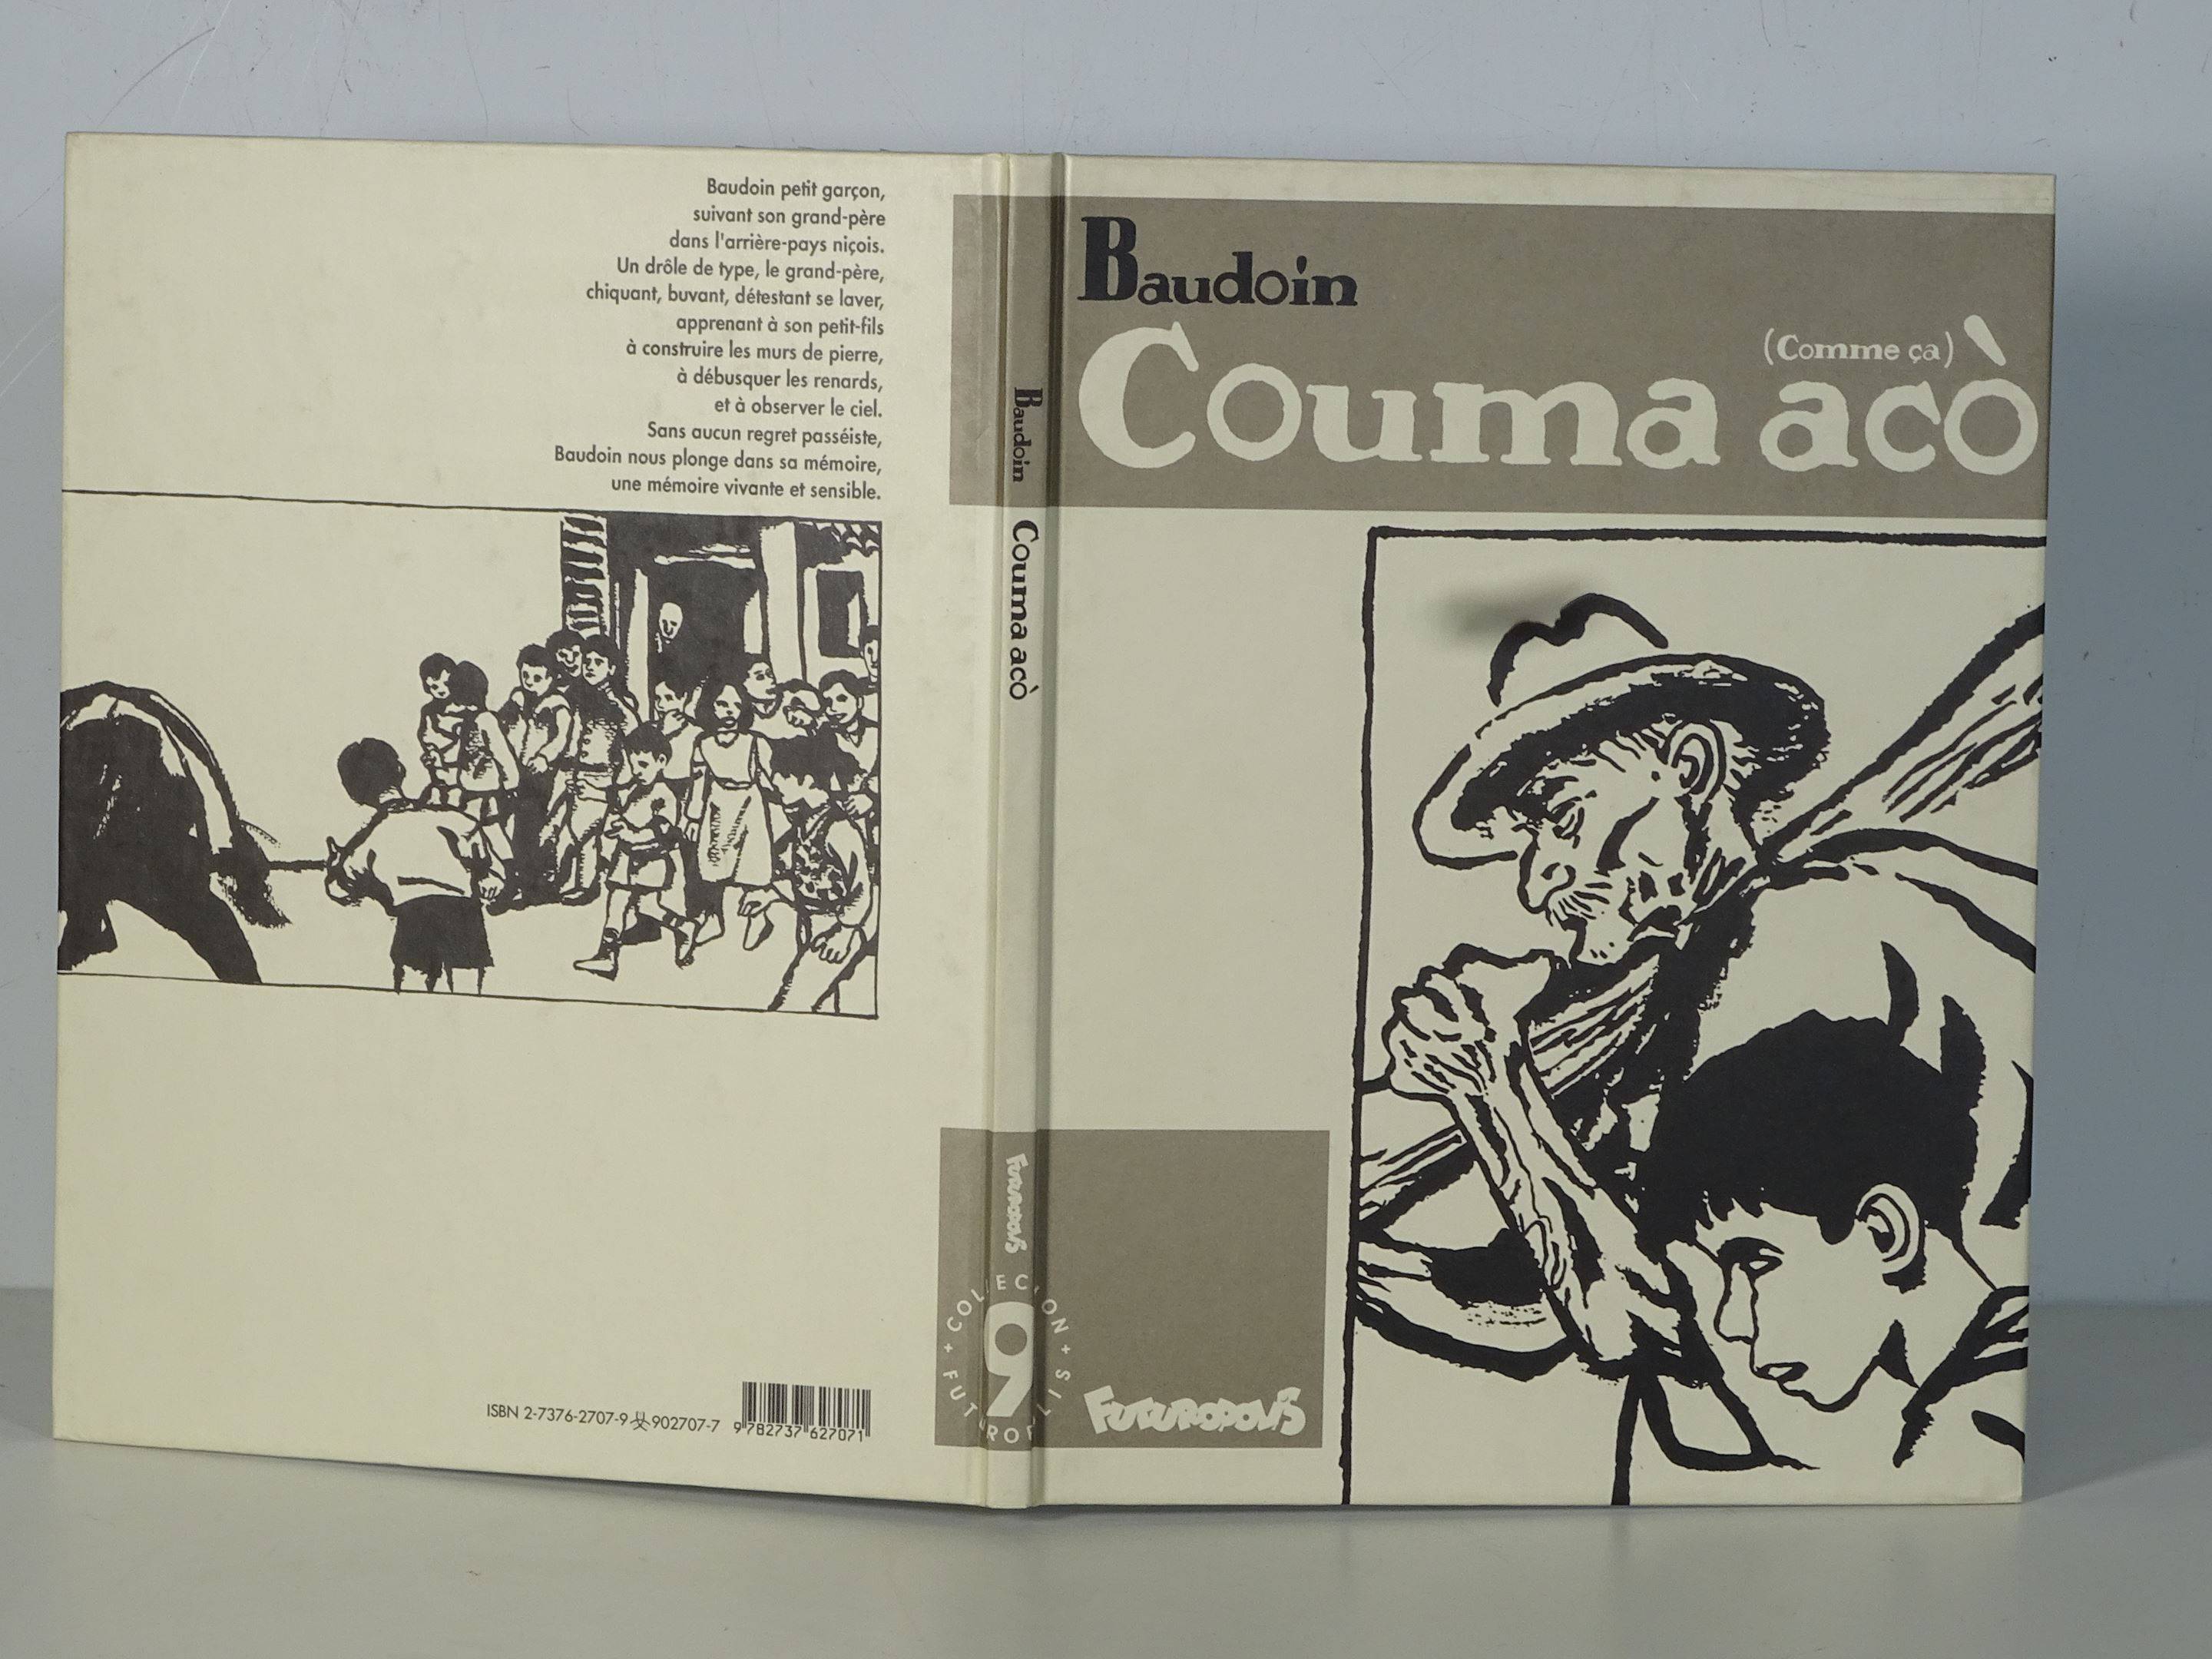 Baudoin petit garçon,
suivant son grand-père
dans l'arrière-pays niçois.
Un drôle de type, le grand-père,
chiquant, buvant, détestant se laver,
apprenant à son petit-fils
à construire les murs de pierre,
à débusquer les renards,
et à observer le ciel.
Sans aucun regret passéiste,
Baudoin nous plonge dans sa mémoire,
une mémoire vivante et sensible.
ISBN 2-7376-2707-9 902707-7
9 782737 627071
Baudoin
Couma acò
FUTUROPOLIS
COLLECTION + FUTUROPOLIS +
9
Baudoin
(Comme ça)
Couma acò
FUTUROPOLIS